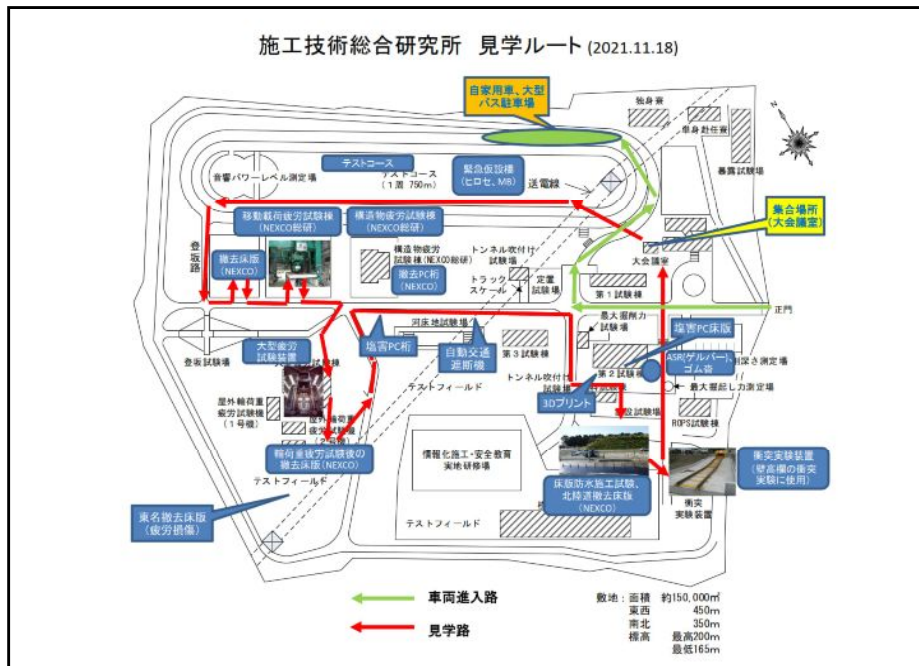 施工技術総合研究所　見学ルート (2021.11.18)
自家用車、大型
バス駐車場
独身寮
単身赴任寮
暴露試験場
テストコース
テストコース
(1周 750m)
音響パワーレベル測定場
緊急仮設橋
(ヒロセ、MB)
送電線
集合場所
(大会議室)
大会議室
移動載荷疲労試験棟
(NEXCO総研)
構造物疲労試験棟
(NEXCO総研)
構造物疲労
試験棟(NEXCO総研)
登坂路
撤去床版
(NEXCO)
撤去PC桁
(NEXCO)
トンネル吹付け
試験場
トラック
スケール
定置
試験場
第1試験棟
正門
最大掘削力
試験場
塩害PC床版
登坂試験場
大型疲労
試験装置
塩害PC桁
河床地試験場
自動交通
遮断機
第3試験棟
第2試験棟
ASR(ゲルバー)
ゴム沓
最大掘起し力測定場
テストフィールド
トンネル吹付け
3Dプリント
ROPS試験棟
屋外輪荷重
疲労試験機
(1号機)
屋外輪荷重
疲労試験機
輪荷重疲労試験後の
撤去床版(NEXCO)
テストフィールド
情報化施工・安全教育
実地研修場
床版防水施工試験、
北陸道撤去床版
(NEXCO)
衝突実験装置
(壁高欄の衝突
実験に使用)
衝突
実験装置
東名撤去床版
(疲労損傷)
テストフィールド
車両進入路
見学路
敷地：面積　約150,000㎡
東西　450m
南北　350m
標高　最高200m
最低165m